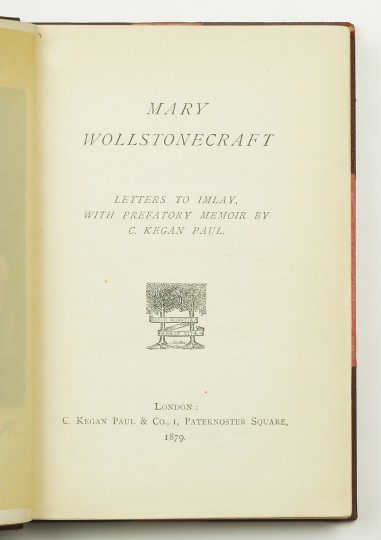 MARY
WOLLSTONECRAFT
LETTERS TO IMLAY,
WITH PREFATORY MEMOIR BY
C. KEGAN PAUL.
LONDON:
C. KEGAN PAUL & CO., 1, PATERNOSTER SQUARE.
1879.